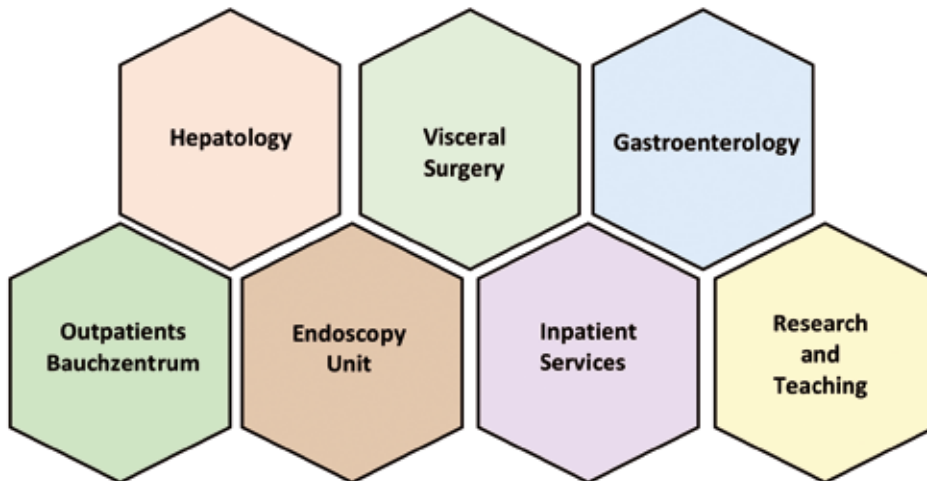 Hepatology
Visceral
Surgery
Gastroenterology
Outpatients
Bauchzentrum
Endoscopy
Unit
Inpatient
Services
Research
and
Teaching